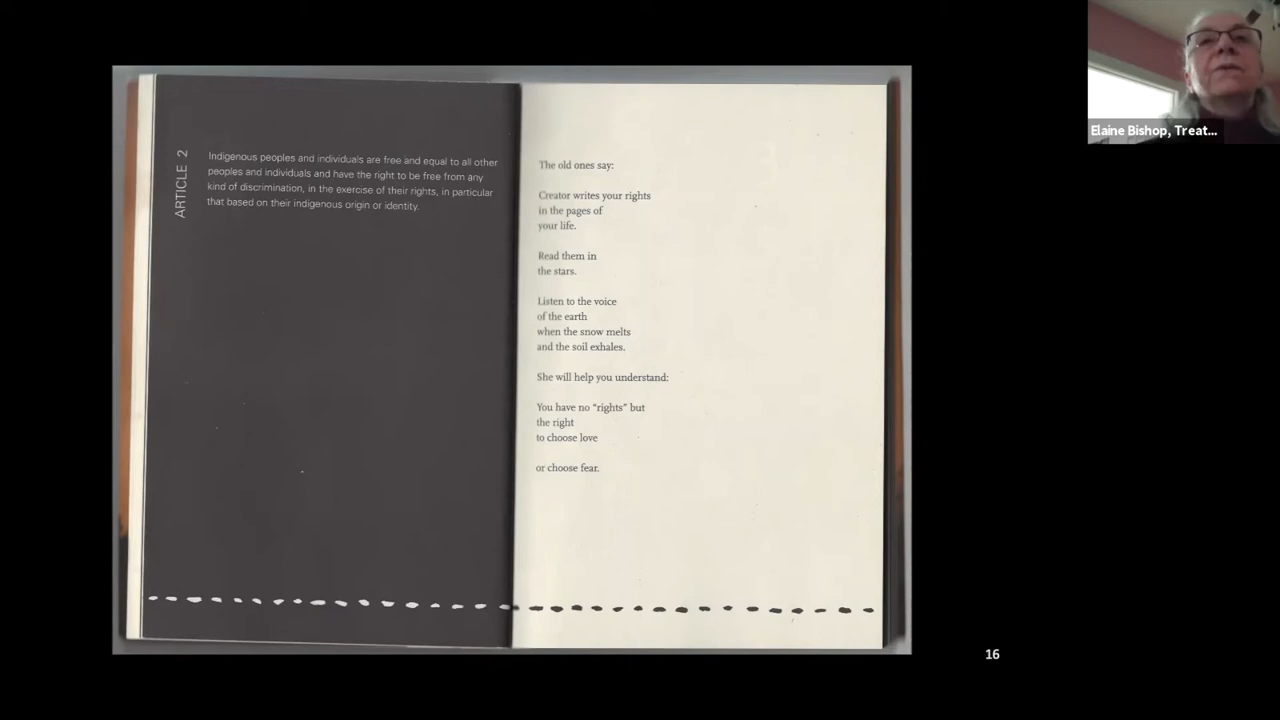 ARTICLE 2
Indigenous peoples and individuals are free and equal to all other
peoples and individuals and have the right to be free from any
kind of discrimination, in the exercise of their rights, in particular
that based on their indigenous origin or identity.
The old ones say:
Creator writes your rights
in the pages of
your life.
Read them in
the stars.
Listen to the voice
of the earth
when the snow melts
and the soil exhales.
She will help you understand:
You have no “rights” but
the right
to choose love
or choose fear.
Elaine Bishop, Treat...
16